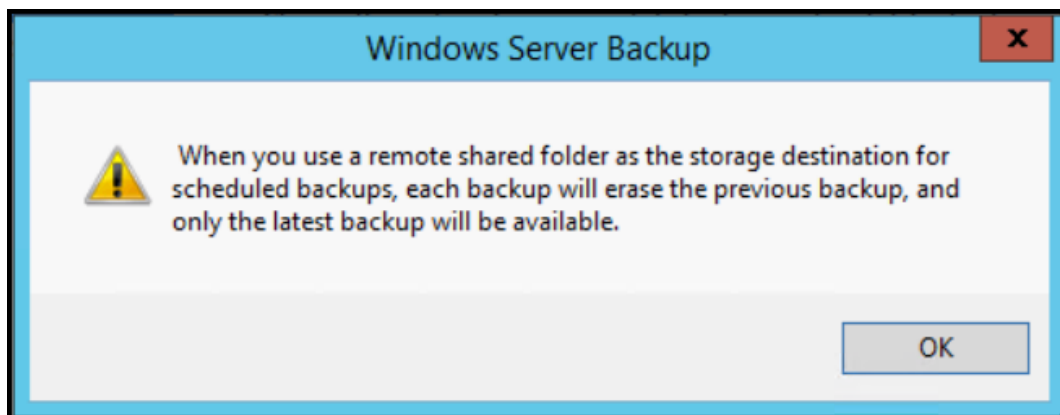 Windows Server Backup
x
When you use a remote shared folder as the storage destination for
scheduled backups, each backup will erase the previous backup, and
only the latest backup will be available.
OK